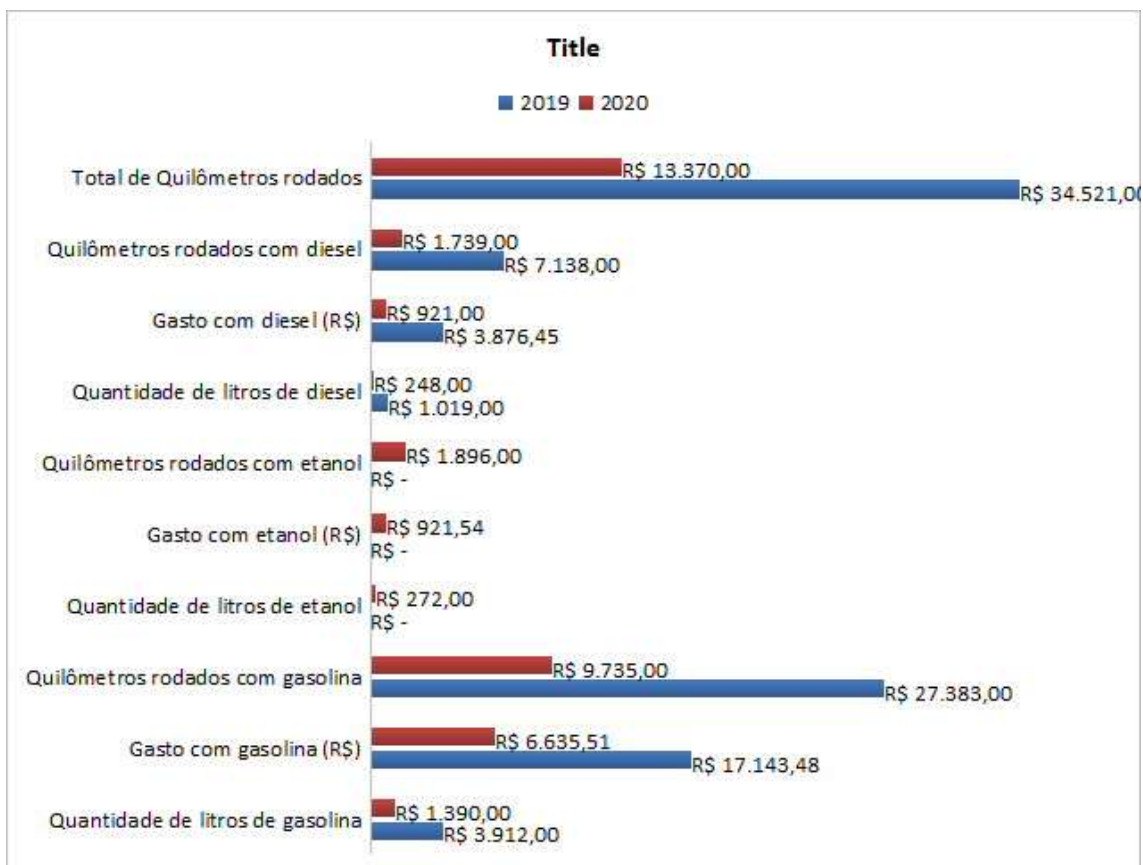 Title
2019 2020
Total de Quilômetros rodados
R$ 13.370,00
R$ 34.521,00
Quilômetros rodados com diesel
R$ 1.739,00
R$ 7.138,00
Gasto com diesel (R$)
R$ 921,00
R$ 3.876,45
Quantidade de litros de diesel
R$ 248,00
R$ 1.019,00
Quilômetros rodados com etanol
R$ 1.896,00
R$ -
Gasto com etanol (R$)
R$ 921,54
R$ -
Quantidade de litros de etanol
R$ 272,00
R$ -
Quilômetros rodados com gasolina
R$ 9.735,00
R$ 27.383,00
Gasto com gasolina (R$)
R$ 6.635,51
R$ 17.143,48
Quantidade de litros de gasolina
R$ 1.390,00
R$ 3.912,00